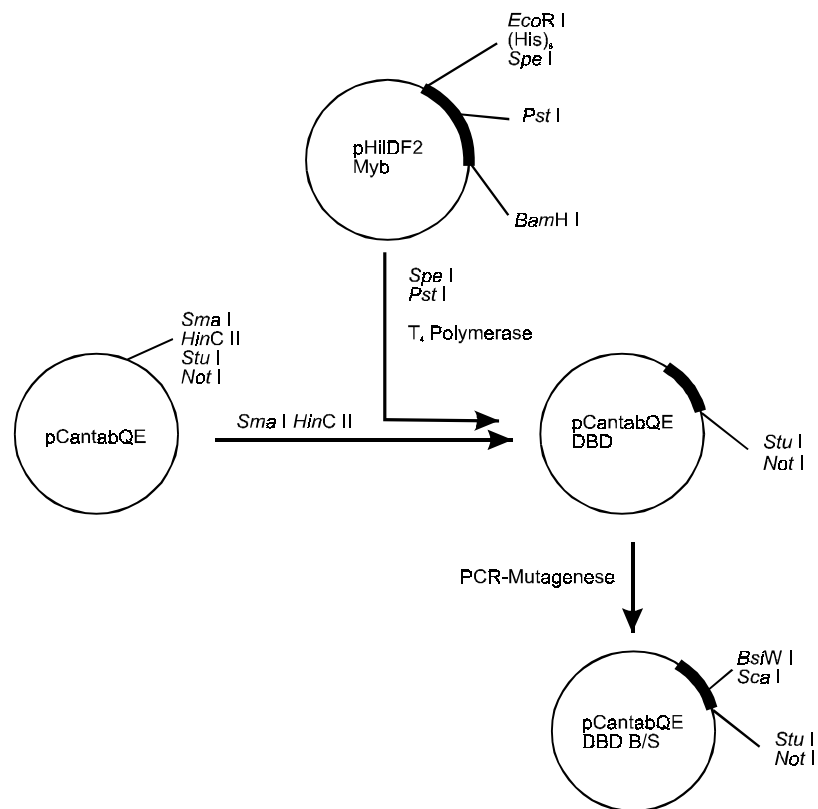 EcoR I
(His)₆
Spe I
Pst I
pHilDF2
Myb
BamH I
Spe I
Pst I
T₄ Polymerase
Sma I
HinC II
Stu I
Not I
pCantabQE
Sma I HinC II
pCantabQE
DBD
Stu I
Not I
PCR-Mutagenese
BsiW I
Sca I
pCantabQE
DBD B/S
Stu I
Not I